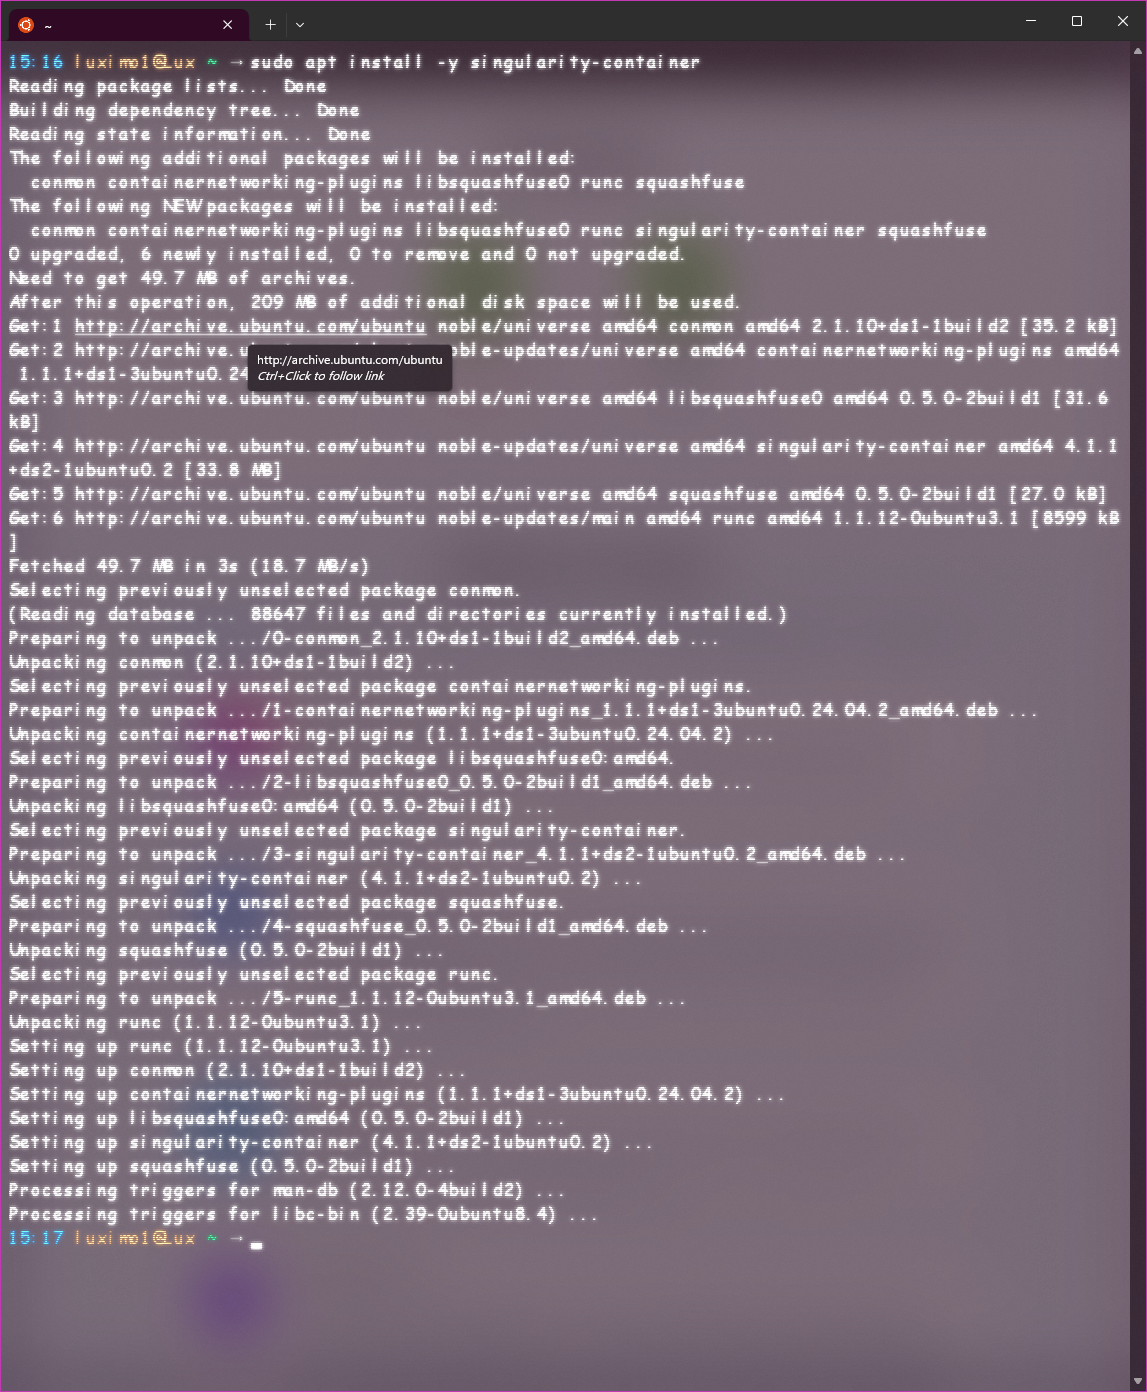 ~
15:16 luximo1@Lux ~ →sudo apt install -y singularity-container
Reading package lists... Done
Building dependency tree... Done
Reading state information... Done
The following additional packages will be installed:
  conmon containernetworking-plugins libsquashfuse0 runc squashfuse
The following NEW packages will be installed:
  conmon containernetworking-plugins libsquashfuse0 runc singularity-container squashfuse
0 upgraded, 6 newly installed, 0 to remove and 0 not upgraded.
Need to get 49.7 MB of archives.
After this operation, 209 MB of additional disk space will be used.
Get:1 http://archive.ubuntu.com/ubuntu noble/universe amd64 conmon amd64 2.1.10+ds1-1build2 [35.2 kB]
Get:2 http://archive.u noble-updates/universe amd64 containernetworking-plugins amd64
 1.1.1+ds1-3ubuntu0.24
http://archive.ubuntu.com/ubuntu
Ctrl+Click to follow link
Get:3 http://archive.ubuntu.com/ubuntu noble/universe amd64 libsquashfuse0 amd64 0.5.0-2build1 [31.6
kB]
Get:4 http://archive.ubuntu.com/ubuntu noble-updates/universe amd64 singularity-container amd64 4.1.1
+ds2-1ubuntu0.2 [33.8 MB]
Get:5 http://archive.ubuntu.com/ubuntu noble/universe amd64 squashfuse amd64 0.5.0-2build1 [27.0 kB]
Get:6 http://archive.ubuntu.com/ubuntu noble-updates/main amd64 runc amd64 1.1.12-0ubuntu3.1 [8599 kB
]
Fetched 49.7 MB in 3s (18.7 MB/s)
Selecting previously unselected package conmon.
(Reading database ... 88647 files and directories currently installed.)
Preparing to unpack .../0-conmon_2.1.10+ds1-1build2_amd64.deb ...
Unpacking conmon (2.1.10+ds1-1build2) ...
Selecting previously unselected package containernetworking-plugins.
Preparing to unpack .../1-containernetworking-plugins_1.1.1+ds1-3ubuntu0.24.04.2_amd64.deb ...
Unpacking containernetworking-plugins (1.1.1+ds1-3ubuntu0.24.04.2) ...
Selecting previously unselected package libsquashfuse0:amd64.
Preparing to unpack .../2-libsquashfuse0_0.5.0-2build1_amd64.deb ...
Unpacking libsquashfuse0:amd64 (0.5.0-2build1) ...
Selecting previously unselected package singularity-container.
Preparing to unpack .../3-singularity-container_4.1.1+ds2-1ubuntu0.2_amd64.deb ...
Unpacking singularity-container (4.1.1+ds2-1ubuntu0.2) ...
Selecting previously unselected package squashfuse.
Preparing to unpack .../4-squashfuse_0.5.0-2build1_amd64.deb ...
Unpacking squashfuse (0.5.0-2build1) ...
Selecting previously unselected package runc.
Preparing to unpack .../5-runc_1.1.12-0ubuntu3.1_amd64.deb ...
Unpacking runc (1.1.12-0ubuntu3.1) ...
Setting up runc (1.1.12-0ubuntu3.1) ...
Setting up conmon (2.1.10+ds1-1build2) ...
Setting up containernetworking-plugins (1.1.1+ds1-3ubuntu0.24.04.2) ...
Setting up libsquashfuse0:amd64 (0.5.0-2build1) ...
Setting up singularity-container (4.1.1+ds2-1ubuntu0.2) ...
Setting up squashfuse (0.5.0-2build1) ...
Processing triggers for man-db (2.12.0-4build2) ...
Processing triggers for libc-bin (2.39-0ubuntu8.4) ...
15:17 luximo1@Lux ~ →